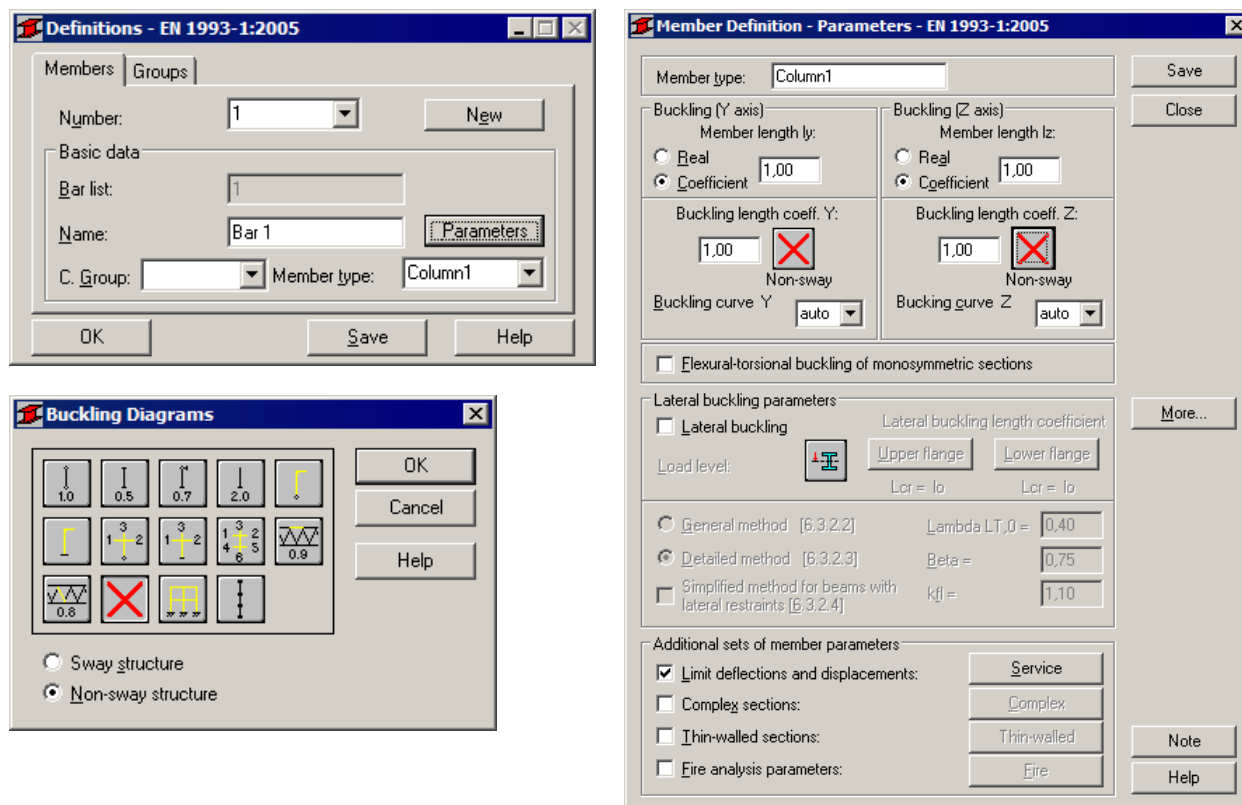 Definitions - EN 1993-1:2005
Members Groups
Number: 1 New
Basic data
Bar list: 1
Name: Bar 1 Parameters
C. Group: Member type: Column1
OK Save Help
Buckling Diagrams
1.0 0.5 0.7 2.0
3 1 2 3 1 2 3 1 2 4 5 6 0.9
0.8
OK
Cancel
Help
Sway structure
Non-sway structure
Member Definition - Parameters - EN 1993-1:2005
Member type: Column1 Save
Close
Buckling (Y axis) Buckling (Z axis)
Member length ly: Member length lz:
Real Real
1,00 1,00
Coefficient Coefficient
Buckling length coeff. Y: Buckling length coeff. Z:
1,00 1,00
Non-sway Non-sway
Buckling curve Y auto Bucking curve Z auto
Flexural-torsional buckling of monosymmetric sections
Lateral buckling parameters More...
Lateral buckling Lateral buckling length coefficient
Load level: Upper flange Lower flange
Lcr = lo Lcr = lo
General method [6.3.2.2] Lambda LT,0 = 0,40
Detailed method [6.3.2.3] Beta = 0,75
Simplified method for beams with
lateral restraints [6.3.2.4] kfl = 1,10
Additional sets of member parameters
Limit deflections and displacements: Service
Complex sections: Complex
Thin-walled sections: Thin-walled Note
Fire analysis parameters: Fire Help